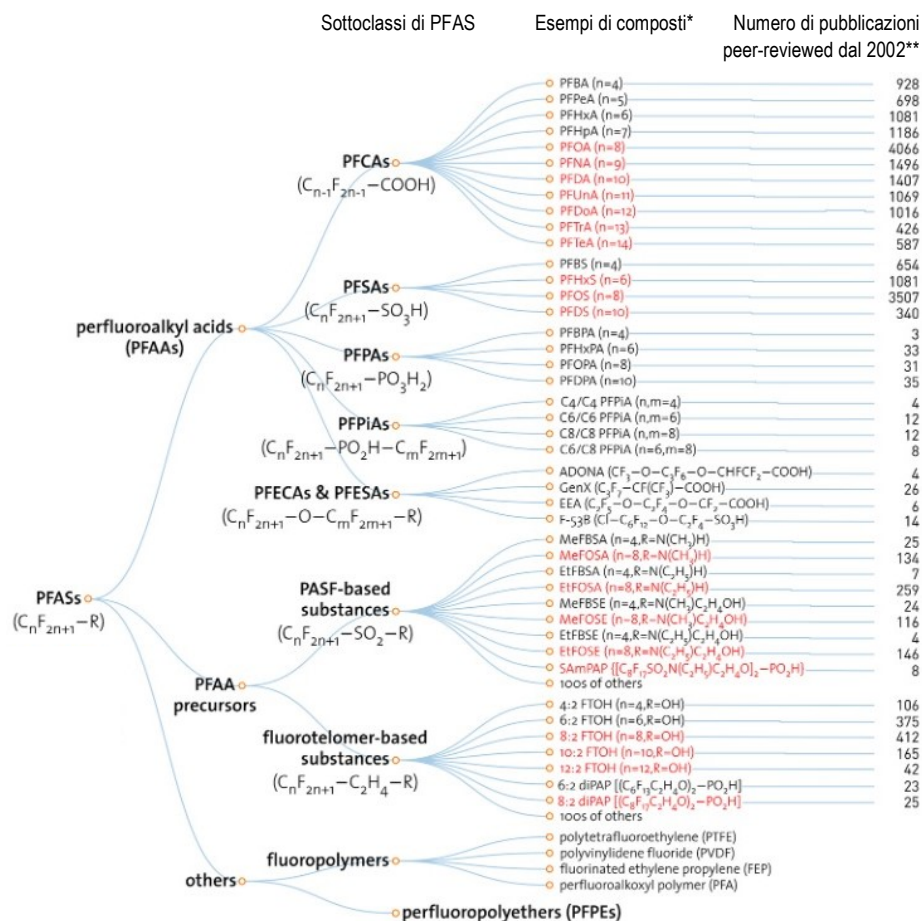 Sottoclassi di PFAS Esempi di composti* Numero di pubblicazioni
peer-reviewed dal 2002**
PFASs
(CnF2n+1–R)
perfluoroalkyl acids
(PFAAs)
PFCAs
(Cn-1F2n-1–COOH)
PFBA (n=4) 928
PFPeA (n=5) 698
PFHxA (n=6) 1081
PFHpA (n=7) 1186
PFOA (n=8) 4066
PFNA (n=9) 1496
PFDA (n=10) 1407
PFUnA (n=11) 1069
PFDoA (n=12) 1016
PFTrA (n=13) 426
PFTeA (n=14) 587
PFSAs
(CnF2n+1–SO3H)
PFBS (n=4) 654
PFHxS (n=6) 1081
PFOS (n=8) 3507
PFDS (n=10) 340
PFPAs
(CnF2n+1–PO3H2)
PFBPA (n=4) 3
PFHxPA (n=6) 33
PFOPA (n=8) 31
PFDPA (n=10) 35
PFPiAs
(CnF2n+1–PO2H–CmF2m+1)
C4/C4 PFPiA (n,m=4) 4
C6/C6 PFPiA (n,m=6) 12
C8/C8 PFPiA (n,m=8) 12
C6/C8 PFPiA (n=6,m=8) 8
PFECAs & PFESAs
(CnF2n+1–O–CmF2m+1–R)
ADONA (CF3–O–C3F6–O–CHFCF2–COOH) 4
GenX (C3F7–CF(CF3)–COOH) 26
EEA (C2F5–O–C2F4–O–CF2–COOH) 6
F-53B (Cl–C6F12–O–C2F4–SO3H) 14
PFAA
precursors
PASF-based
substances
(CnF2n+1–SO2–R)
MeFBSA (n=4,R=N(CH3)H) 25
MeFOSA (n=8,R=N(CH3)H) 134
EtFBSA (n=4,R=N(C2H5)H) 7
EtFOSA (n=8,R=N(C2H5)H) 259
MeFBSE (n=4,R=N(CH3)C2H4OH) 24
MeFOSE (n=8,R=N(CH3)C2H4OH) 116
EtFBSE (n=4,R=N(C2H5)C2H4OH) 4
EtFOSE (n=8,R=N(C2H5)C2H4OH) 146
SAmPAP {[C8F17SO2N(C2H5)C2H4O]2–PO2H} 8
100s of others
fluorotelomer-based
substances
(CnF2n+1–C2H4–R)
4:2 FTOH (n=4,R=OH) 106
6:2 FTOH (n=6,R=OH) 375
8:2 FTOH (n=8,R=OH) 412
10:2 FTOH (n=10,R=OH) 165
12:2 FTOH (n=12,R=OH) 42
6:2 diPAP [(C6F13C2H4O)2–PO2H] 23
8:2 diPAP [(C8F17C2H4O)2–PO2H] 25
100s of others
others
fluoropolymers
polytetrafluoroethylene (PTFE)
polyvinylidene fluoride (PVDF)
fluorinated ethylene propylene (FEP)
perfluoroalkoxyl polymer (PFA)
perfluoropolyethers (PFPEs)